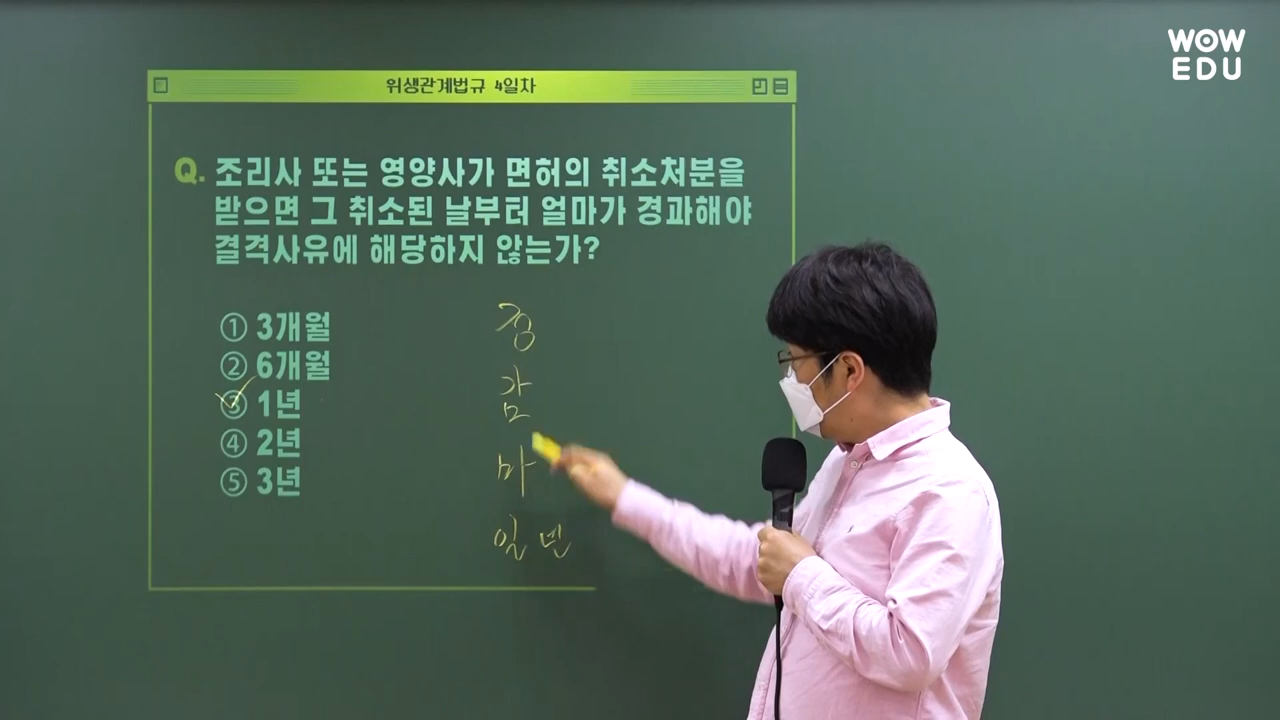 WOW
EDU
위생관계법규 4일차
Q. 조리사 또는 영양사가 면허의 취소처분을
받으면 그 취소된 날부터 얼마가 경과해야
결격사유에 해당하지 않는가?
① 3개월
② 6개월
③ 1년
④ 2년
⑤ 3년
정
감
마
일 년